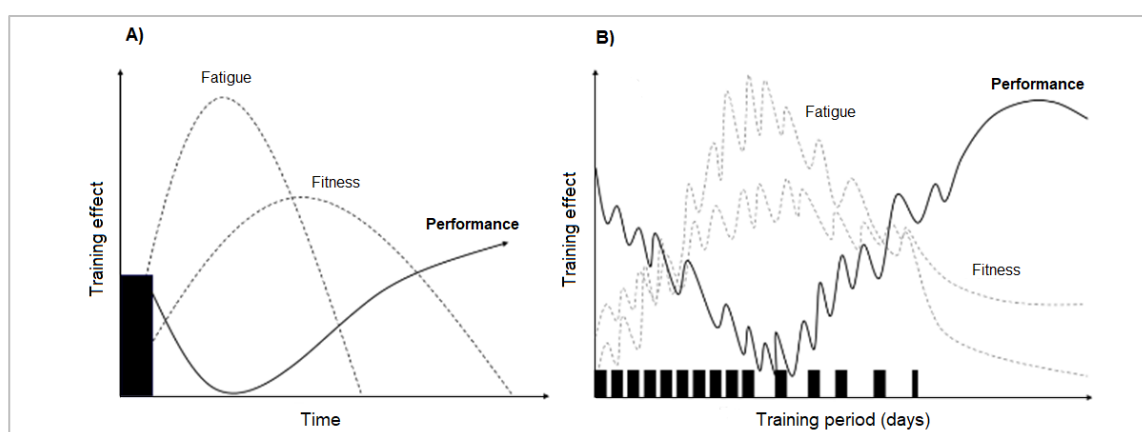 A)
Fatigue
Fitness
Performance
Training effect
Time
B)
Performance
Fatigue
Fitness
Training effect
Training period (days)